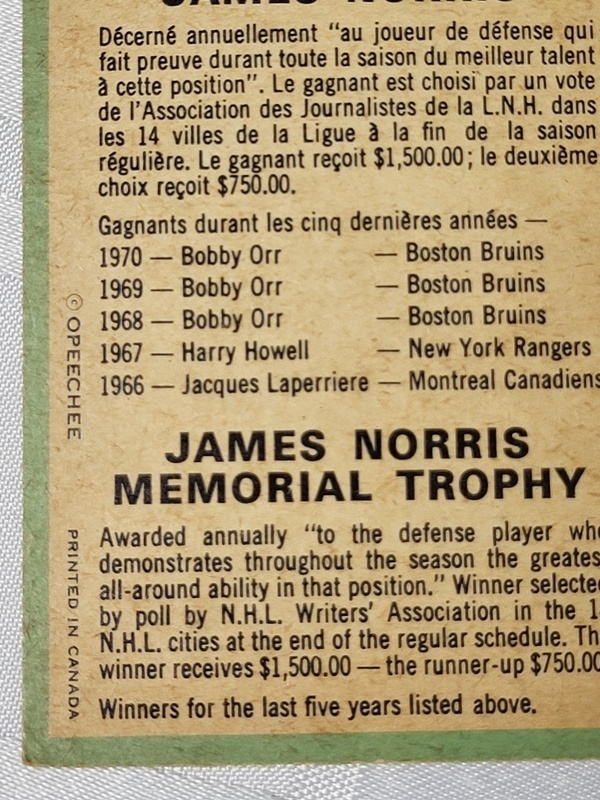 JAMES NORRIS
Décerné annuellement "au joueur de défense qui
fait preuve durant toute la saison du meilleur talent
à cette position". Le gagnant est choisi par un vote
de l'Association des Journalistes de la L.N.H. dans
les 14 villes de la Ligue à la fin de la saison
régulière. Le gagnant reçoit $1,500.00; le deuxième
choix reçoit $750.00.
Gagnants durant les cinq dernières années —
1970 — Bobby Orr — Boston Bruins
1969 — Bobby Orr — Boston Bruins
1968 — Bobby Orr — Boston Bruins
1967 — Harry Howell — New York Rangers
1966 — Jacques Laperriere — Montreal Canadiens
JAMES NORRIS
MEMORIAL TROPHY
Awarded annually "to the defense player who
demonstrates throughout the season the greates
all-around ability in that position." Winner selected
by poll by N.H.L. Writers' Association in the 1
N.H.L. cities at the end of the regular schedule. Th
winner receives $1,500.00 — the runner-up $750.00
Winners for the last five years listed above.
© OPEECHEE
PRINTED IN CANADA